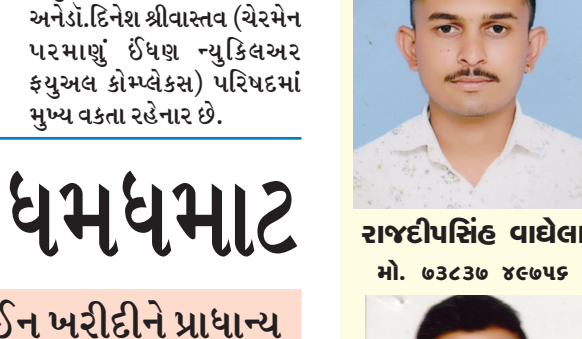 અનેડૉ.દિનેશ શ્રીવાસ્તવ (ચેરમેન
પરમાણું ઈંધણ ન્યુકિલઅર
ફયુઅલ કોમ્પ્લેકસ) પરિષદમાં
મુખ્ય વકતા રહેનાર છે.
ધમધમાટ
ઈન ખરીદીને પ્રાધાન્ય
રાજદીપસિંહ વાઘેલા
મો. ૭૩૮૩૭ ૪૯૭૫૬